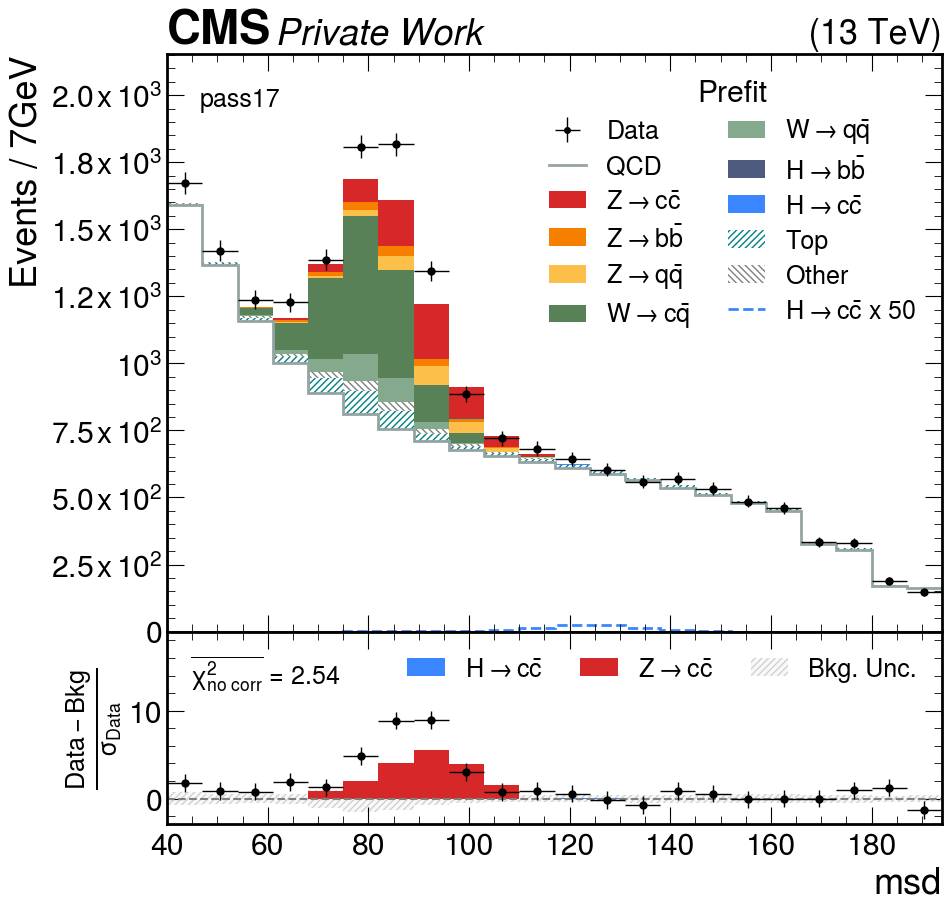 CMS Private Work (13 TeV)
Events / 7GeV
pass17
Prefit
Data
QCD
Z → cc̄
Z → bb̄
Z → qq̄
W → cq̄
W → qq̄
H → bb̄
H → cc̄
Top
Other
H → cc̄ x 50
2.0 x 10³
1.8 x 10³
1.5 x 10³
1.2 x 10³
10³
7.5 x 10²
5.0 x 10²
2.5 x 10²
0
Data – Bkg
σ_Data
χ²_no corr = 2.54
H → cc̄ Z → cc̄ Bkg. Unc.
10
0
40 60 80 100 120 140 160 180
msd